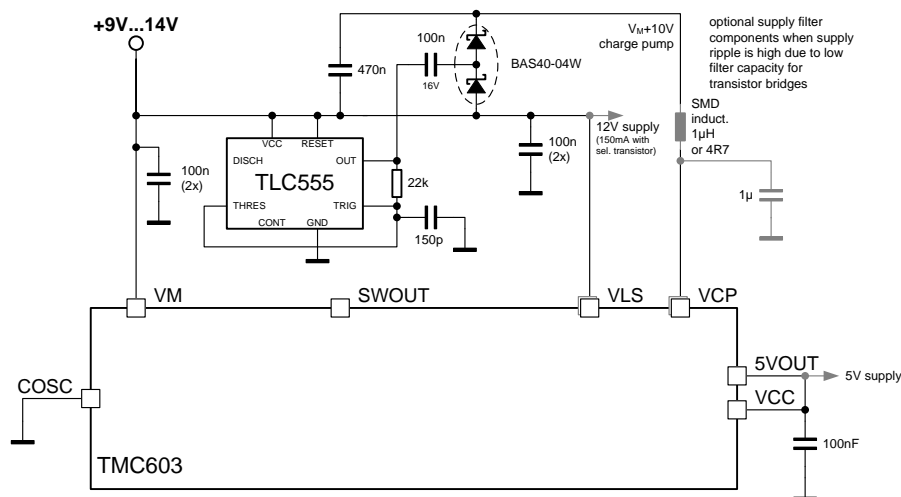 +9V...14V
100n
16V
470n
BAS40-04W
VM+10V
charge pump
optional supply filter
components when supply
ripple is high due to low
filter capacity for
transistor bridges
SMD
induct.
1µH
or 4R7
12V supply
(150mA with
sel. transistor)
100n
(2x)
1µ
100n
(2x)
VCC
RESET
DISCH
OUT
TLC555
THRES
TRIG
CONT
GND
22k
150p
VM
SWOUT
VLS
VCP
COSC
5VOUT
5V supply
VCC
100nF
TMC603